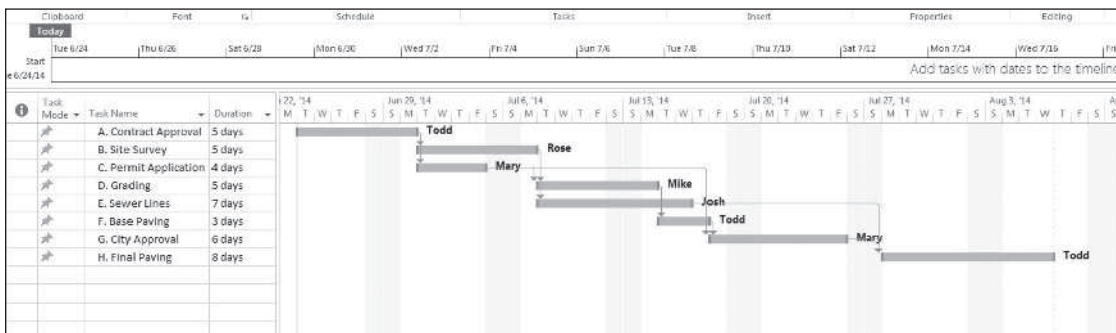 Clipboard Font Schedule Tasks Insert Properties Editing
Today
Tue 6/24 Thu 6/26 Sat 6/28 Mon 6/30 Wed 7/2 Fri 7/4 Sun 7/6 Tue 7/8 Thu 7/10 Sat 7/12 Mon 7/14 Wed 7/16 Fri
Start
e 6/24/14
Add tasks with dates to the timeline
Task Mode Task Name Duration
22, '14 Jun 29, '14 Jul 6, '14 Jul 13, '14 Jul 20, '14 Jul 27, '14 Aug 3, '14 A
M T W T F S S M T W T F S S M T W T F S S M T W T F S S M T W T F S S M T W T F S S M T W T F S S
A. Contract Approval 5 days Todd
B. Site Survey 5 days Rose
C. Permit Application 4 days Mary
D. Grading 5 days Mike
E. Sewer Lines 7 days Josh
F. Base Paving 3 days Todd
G. City Approval 6 days Mary
H. Final Paving 8 days Todd